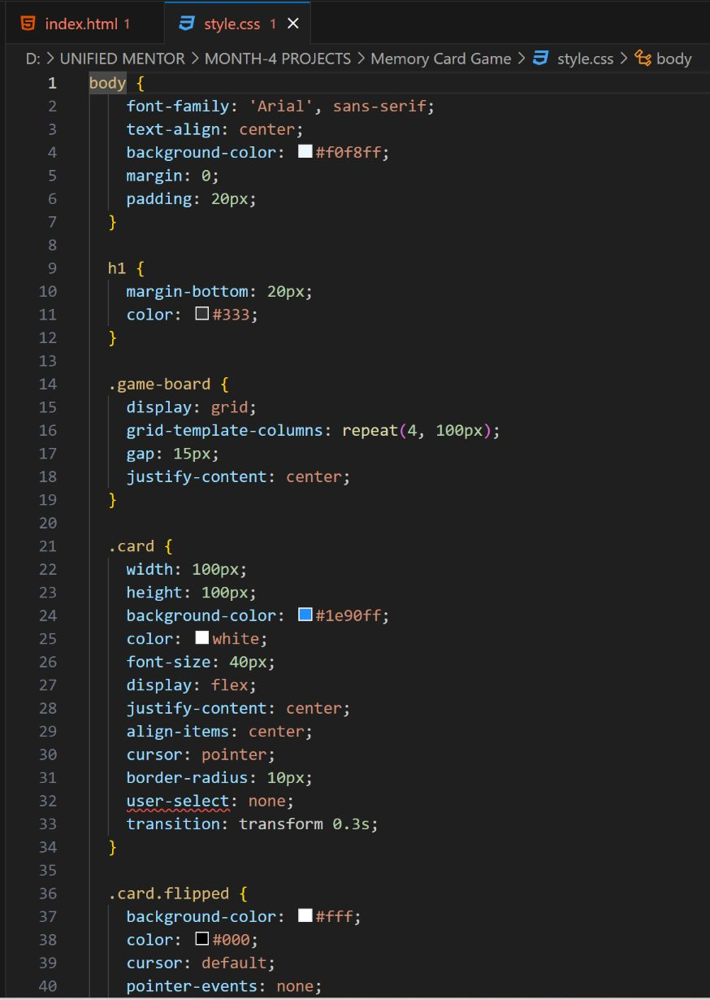 index.html 1
style.css 1
D: > UNIFIED MENTOR > MONTH-4 PROJECTS > Memory Card Game > style.css > body
1 body {
2 font-family: 'Arial', sans-serif;
3 text-align: center;
4 background-color: #f0f8ff;
5 margin: 0;
6 padding: 20px;
7 }
8
9 h1 {
10 margin-bottom: 20px;
11 color: #333;
12 }
13
14 .game-board {
15 display: grid;
16 grid-template-columns: repeat(4, 100px);
17 gap: 15px;
18 justify-content: center;
19 }
20
21 .card {
22 width: 100px;
23 height: 100px;
24 background-color: #1e90ff;
25 color: white;
26 font-size: 40px;
27 display: flex;
28 justify-content: center;
29 align-items: center;
30 cursor: pointer;
31 border-radius: 10px;
32 user-select: none;
33 transition: transform 0.3s;
34 }
35
36 .card.flipped {
37 background-color: #fff;
38 color: #000;
39 cursor: default;
40 pointer-events: none;